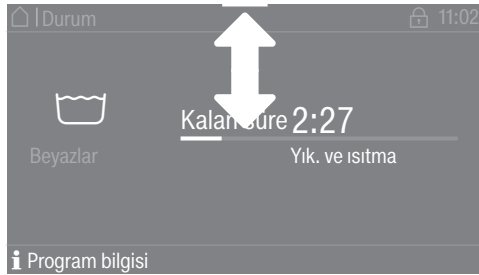 Durum
11:02
Kalan süre 2:27
Beyazlar
Yık. ve ısıtma
Program bilgisi